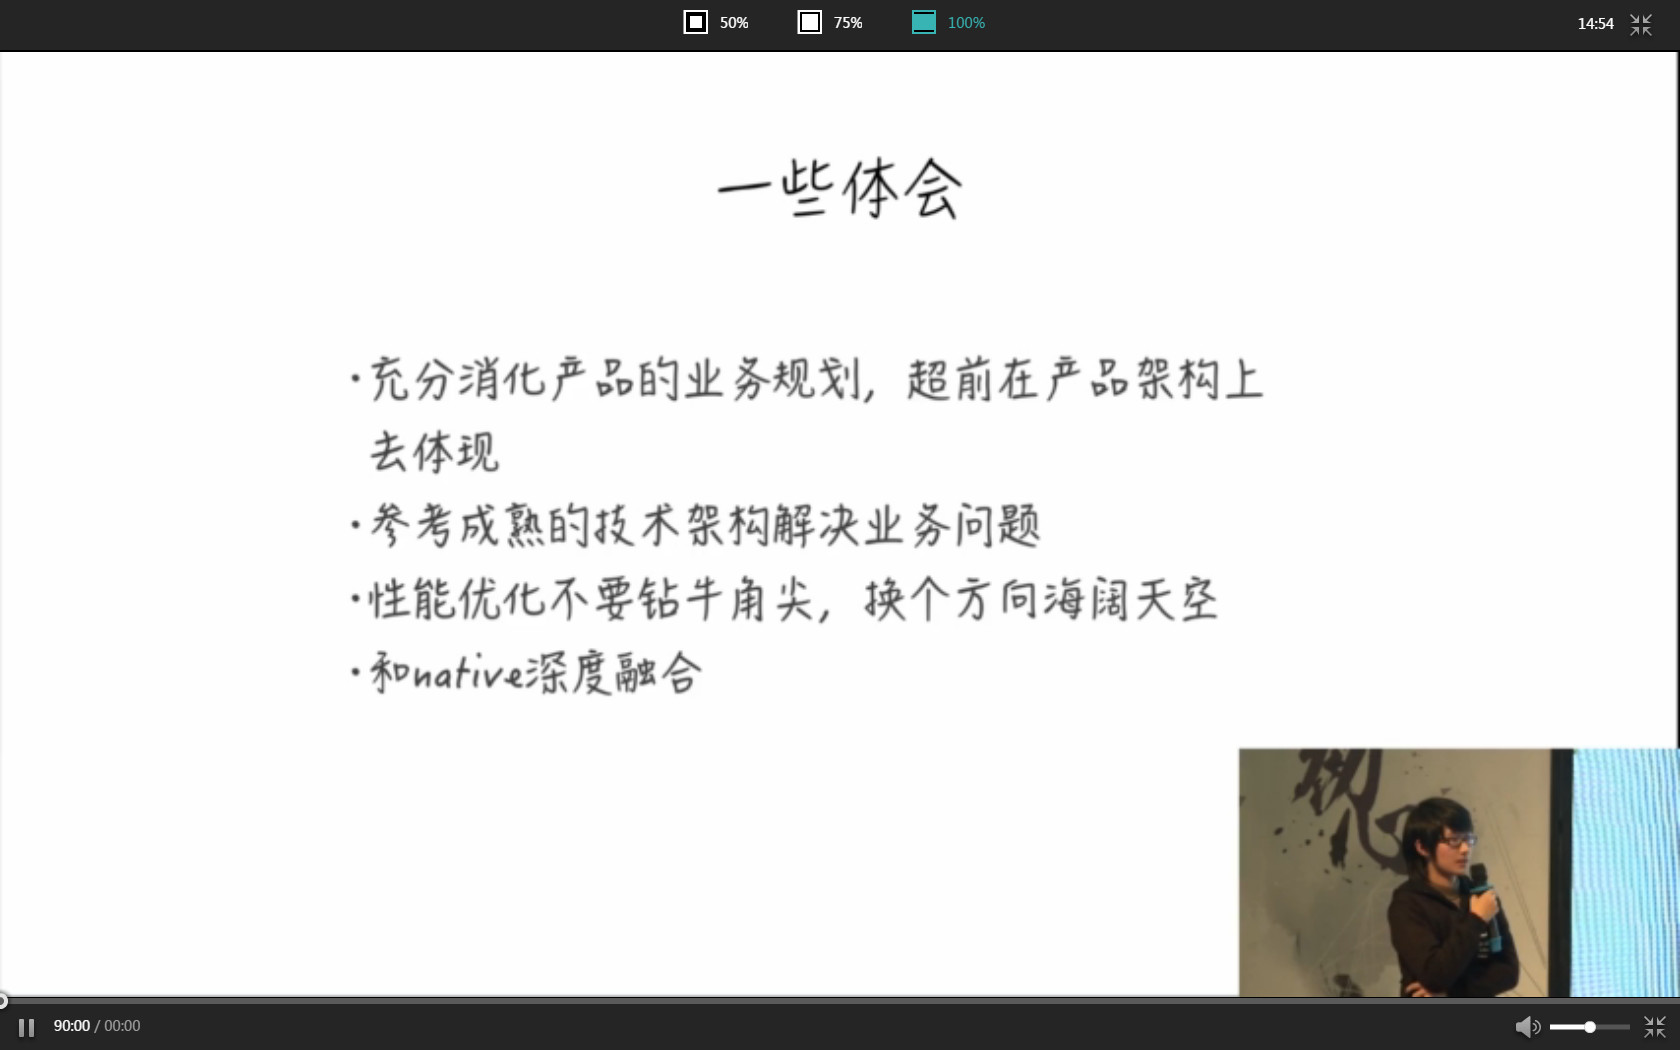 50% 75% 100% 14:54
一些体会
·充分消化产品的业务规划，超前在产品架构上
去体现
·参考成熟的技术架构解决业务问题
·性能优化不要钻牛角尖，换个方向海阔天空
·和native深度融合
90:00 / 00:00